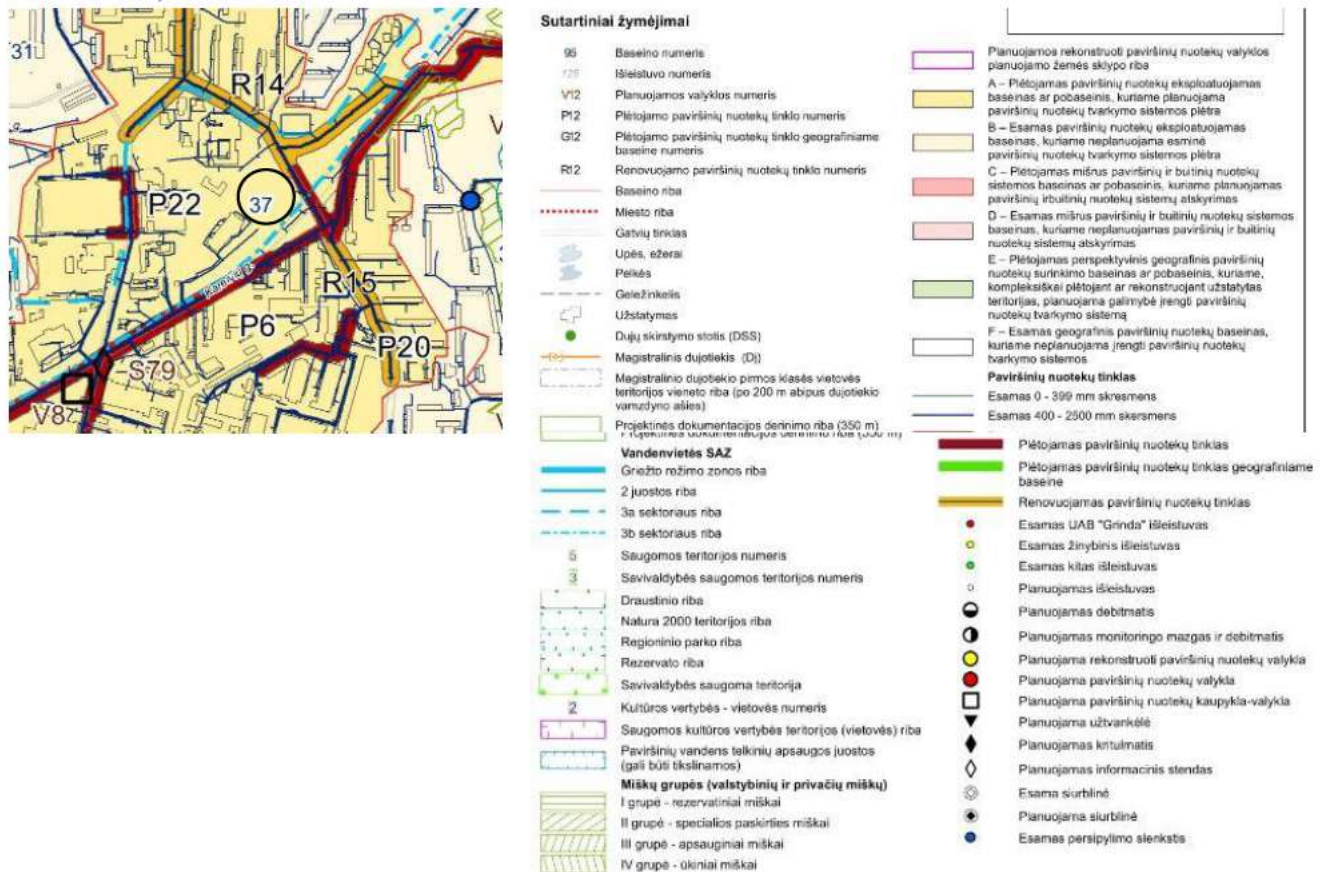 31
R14
P22
37
Kalvarijų g.
R15
P6
P20
S79
V8
V
Sutartiniai žymėjimai
95 Baseino numeris
125 Išleistuvo numeris
V12 Planuojamos valyklos numeris
P12 Plėtojamo paviršinių nuotekų tinklo numeris
G12 Plėtojamo paviršinių nuotekų tinklo geografiniame
baseine numeris
R12 Renovuojamo paviršinių nuotekų tinklo numeris
Baseino riba
Miesto riba
Gatvių tinklas
Upės, ežerai
Pelkės
Geležinkelis
Užstatymas
Dujų skirstymo stotis (DSS)
Magistralinis dujotiekis (Dj)
Magistralinio dujotiekio pirmos klasės vietovės
teritorijos vieneto riba (po 200 m abipus dujotiekio
vamzdyno ašies)
Projektinės dokumentacijos derinimo riba (350 m)
Projektinės dokumentacijos derinimo riba (350 m)
Vandenvietės SAZ
Griežto režimo zonos riba
2 juostos riba
3a sektoriaus riba
3b sektoriaus riba
5 Saugomos teritorijos numeris
3 Savivaldybės saugomos teritorijos numeris
Draustinio riba
Natura 2000 teritorijos riba
Regioninio parko riba
Rezervato riba
Savivaldybės saugoma teritorija
2 Kultūros vertybės - vietovės numeris
Saugomos kultūros vertybės teritorijos (vietovės) riba
Paviršinių vandens telkinių apsaugos juostos
(gali būti tikslinamos)
Miškų grupės (valstybinių ir privačių miškų)
I grupė - rezervatiniai miškai
II grupė - specialios paskirties miškai
III grupė - apsauginiai miškai
IV grupė - ūkiniai miškai
Planuojamos rekonstruoti paviršinių nuotekų valyklos
planuojamo žemės sklypo riba
A – Plėtojamas paviršinių nuotekų eksploatuojamas
baseinas ar pobaseinis, kuriame planuojama
paviršinių nuotekų tvarkymo sistemos plėtra
B – Esamas paviršinių nuotekų eksploatuojamas
baseinas, kuriame neplanuojama esminė
paviršinių nuotekų tvarkymo sistemos plėtra
C – Plėtojamas mišrus paviršinių ir buitinių nuotekų
sistemos baseinas ar pobaseinis, kuriame planuojamas
paviršinių irbuitinių nuotekų sistemų atskyrimas
D – Esamas mišrus paviršinių ir buitinių nuotekų sistemos
baseinas, kuriame neplanuojamas paviršinių ir buitinių
nuotekų sistemų atskyrimas
E – Plėtojamas perspektyvinis geografinis paviršinių
nuotekų surinkimo baseinas ar pobaseinis, kuriame,
kompleksiškai plėtojant ar rekonstruojant užstatytas
teritorijas, planuojama galimybė įrengti paviršinių
nuotekų tvarkymo sistemą
F – Esamas geografinis paviršinių nuotekų baseinas,
kuriame neplanuojama įrengti paviršinių nuotekų
tvarkymo sistemos
Paviršinių nuotekų tinklas
Esamas 0 - 399 mm skresmens
Esamas 400 - 2500 mm skersmens
Plėtojamas paviršinių nuotekų tinklas
Plėtojamas paviršinių nuotekų tinklas geografiniame
baseine
Renovuojamas paviršinių nuotekų tinklas
Esamas UAB "Grinda" išleistuvas
Esamas žinybinis išleistuvas
Esamas kitas išleistuvas
Planuojamas išleistuvas
Planuojamas debitmatis
Planuojamas monitoringo mazgas ir debitmatis
Planuojama rekonstruoti paviršinių nuotekų valykla
Planuojama paviršinių nuotekų valykla
Planuojama paviršinių nuotekų kaupykla-valykla
Planuojama užtvankėlė
Planuojamas kritulmatis
Planuojamas informacinis stendas
Esama siurblinė
Planuojama siurblinė
Esamas persipylimo slenkstis